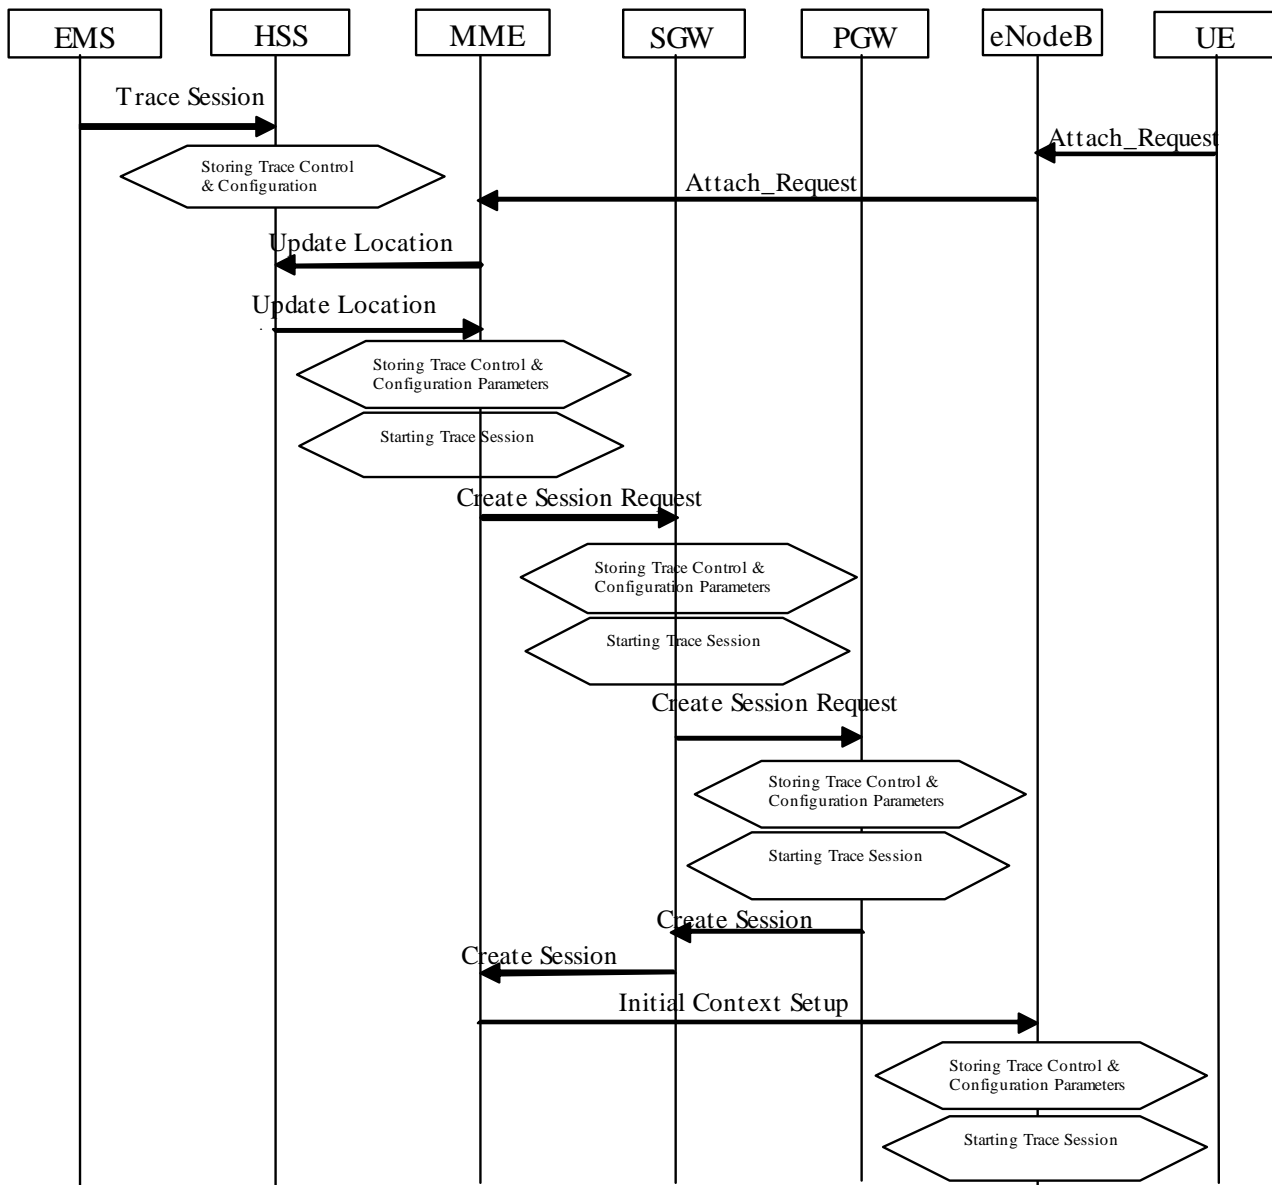 EMS
HSS
MME
SGW
PGW
eNodeB
UE
Trace Session
Attach_Request
Storing Trace Control
& Configuration
Attach_Request
Update Location
Update Location
Storing Trace Control &
Configuration Parameters
Starting Trace Session
Create Session Request
Storing Trace Control &
Configuration Parameters
Starting Trace Session
Create Session Request
Storing Trace Control &
Configuration Parameters
Starting Trace Session
Create Session
Create Session
Initial Context Setup
Storing Trace Control &
Configuration Parameters
Starting Trace Session